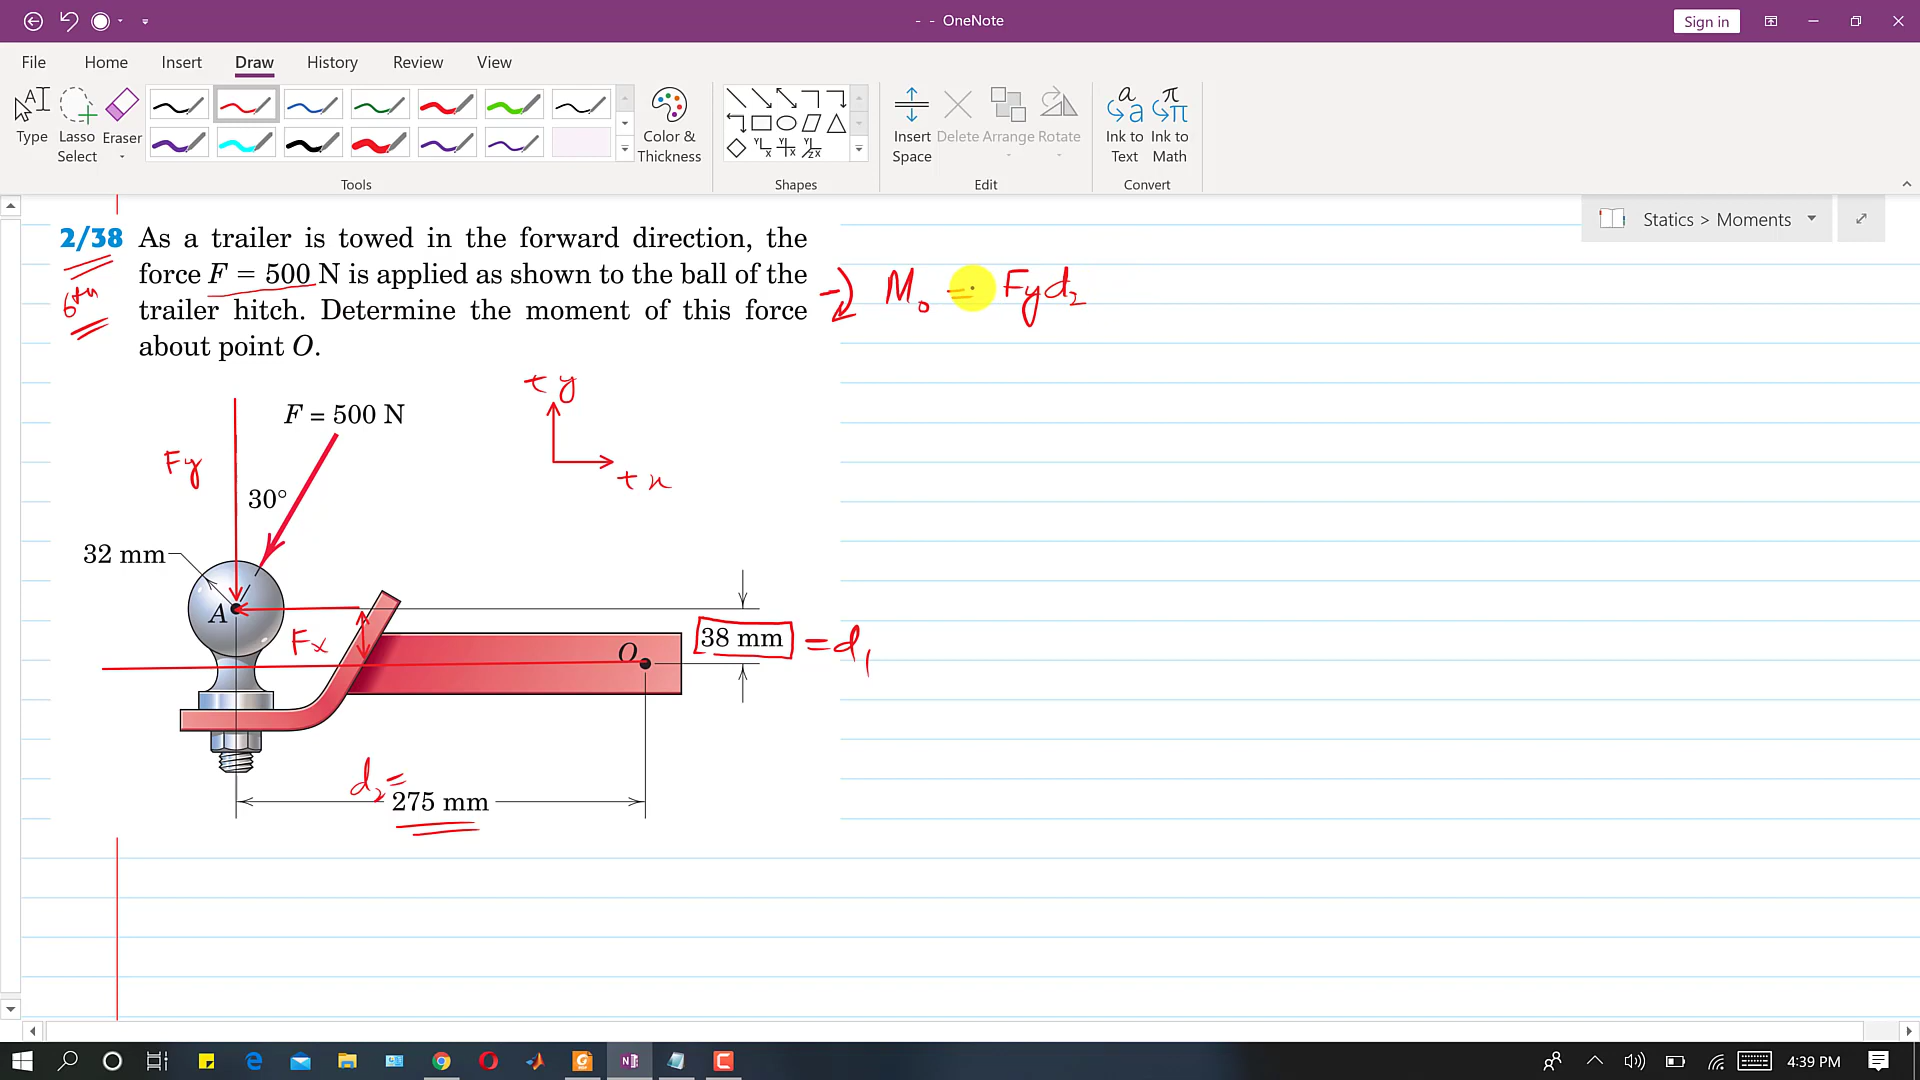 - - OneNote
Sign in
File Home Insert Draw History Review View
Type
Lasso Select
Eraser
Color & Thickness
Insert Space
Delete
Arrange
Rotate
Ink to Text
Ink to Math
Tools Shapes Edit Convert
Statics > Moments
2/38 As a trailer is towed in the forward direction, the
force F = 500 N is applied as shown to the ball of the
trailer hitch. Determine the moment of this force
about point O.
6th
-) M₀ = Fyd₂
+y
F = 500 N
Fy
+x
30°
32 mm
A
Fx
O
38 mm = d₁
d₂=
275 mm
4:39 PM